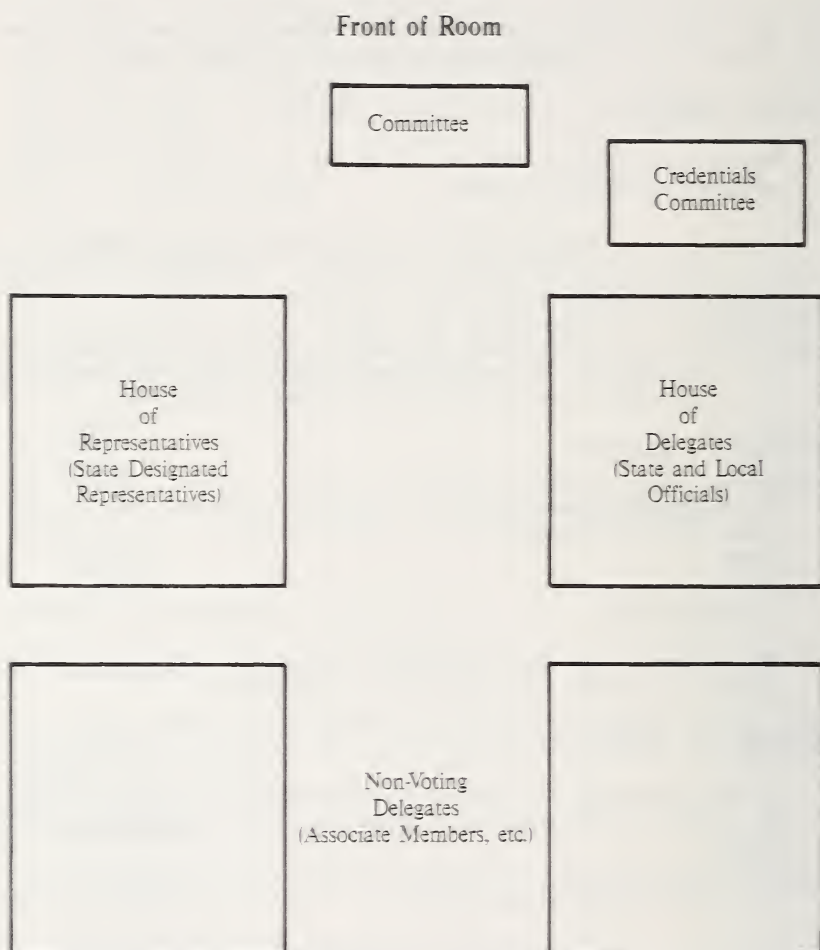 Front of Room
Committee
Credentials
Committee
House
of
Representatives
(State Designated
Representatives)
House
of
Delegates
(State and Local
Officials)
Non-Voting
Delegates
(Associate Members, etc.)